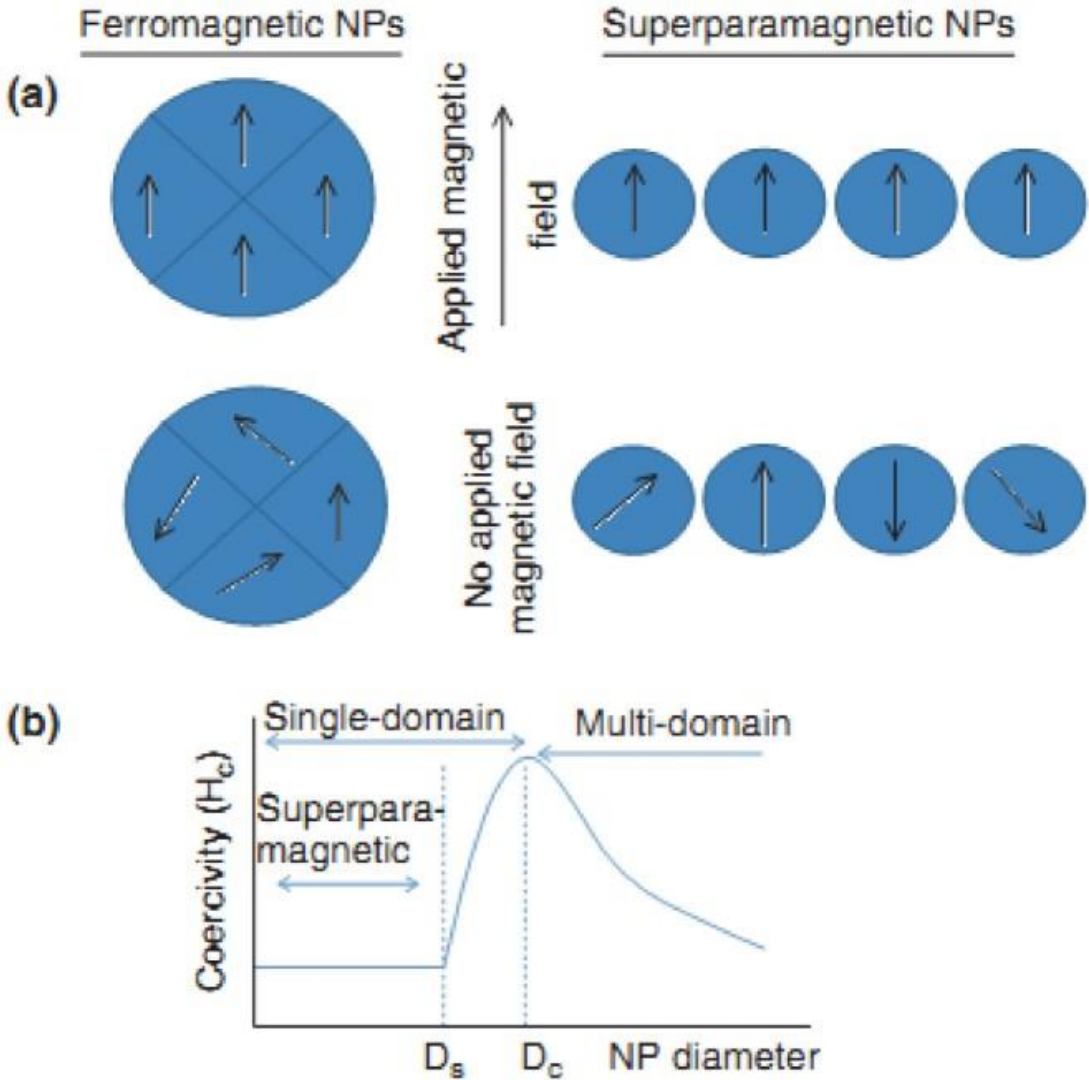 Ferromagnetic NPs
Superparamagnetic NPs
(a)
Applied magnetic
field
No applied
magnetic field
(b)
Single-domain
Multi-domain
Superpara-
magnetic
Coercivity (Hc)
Ds
Dc
NP diameter